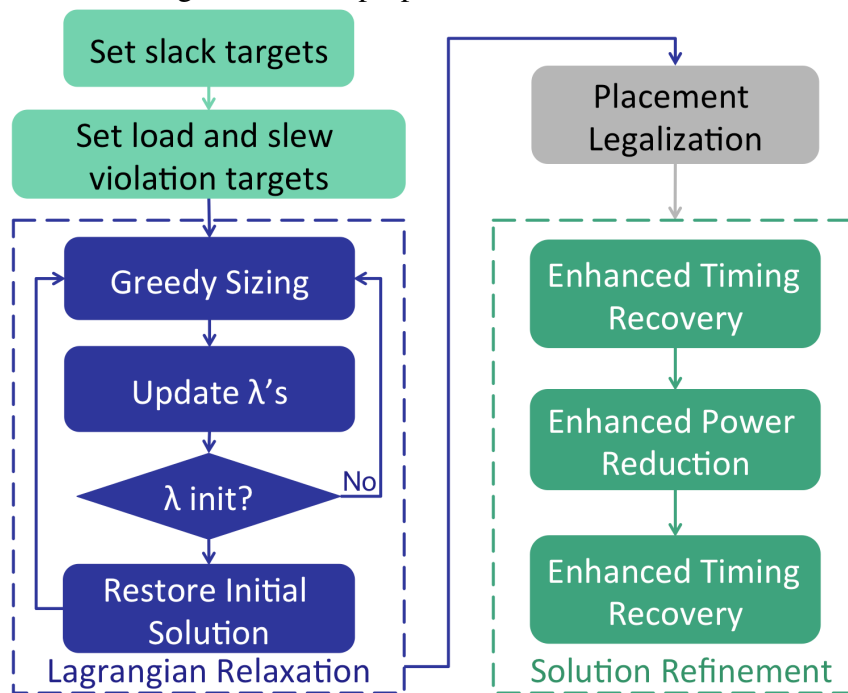 Set slack targets
Set load and slew
violation targets
Greedy Sizing
Update λ's
λ init?
No
Restore Initial
Solution
Lagrangian Relaxation
Placement
Legalization
Enhanced Timing
Recovery
Enhanced Power
Reduction
Enhanced Timing
Recovery
Solution Refinement